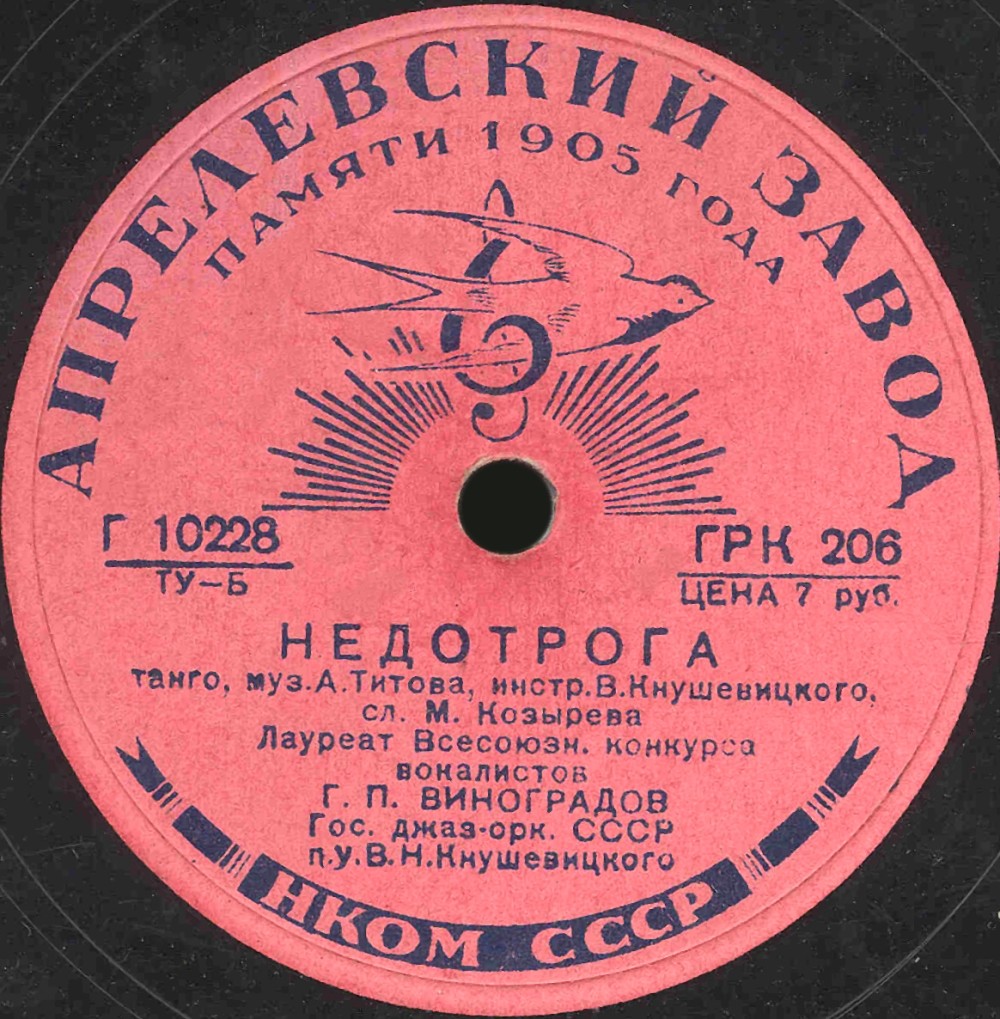 АПРЕЛЕВСКИЙ ЗАВОД
ПАМЯТИ 1905 ГОДА
Г 10228
ТУ–Б
ГРК 206
ЦЕНА 7 руб.
НЕДОТРОГА
танго, муз.А.Титова, инстр.В.Кнушевицкого,
сл. М. Козырева
Лауреат Всесоюзн. конкурса
вокалистов
Г. П. ВИНОГРАДОВ
Гос. джаз-орк. СССР
п.у.В.Н.Кнушевицкого
НКОМ СССР